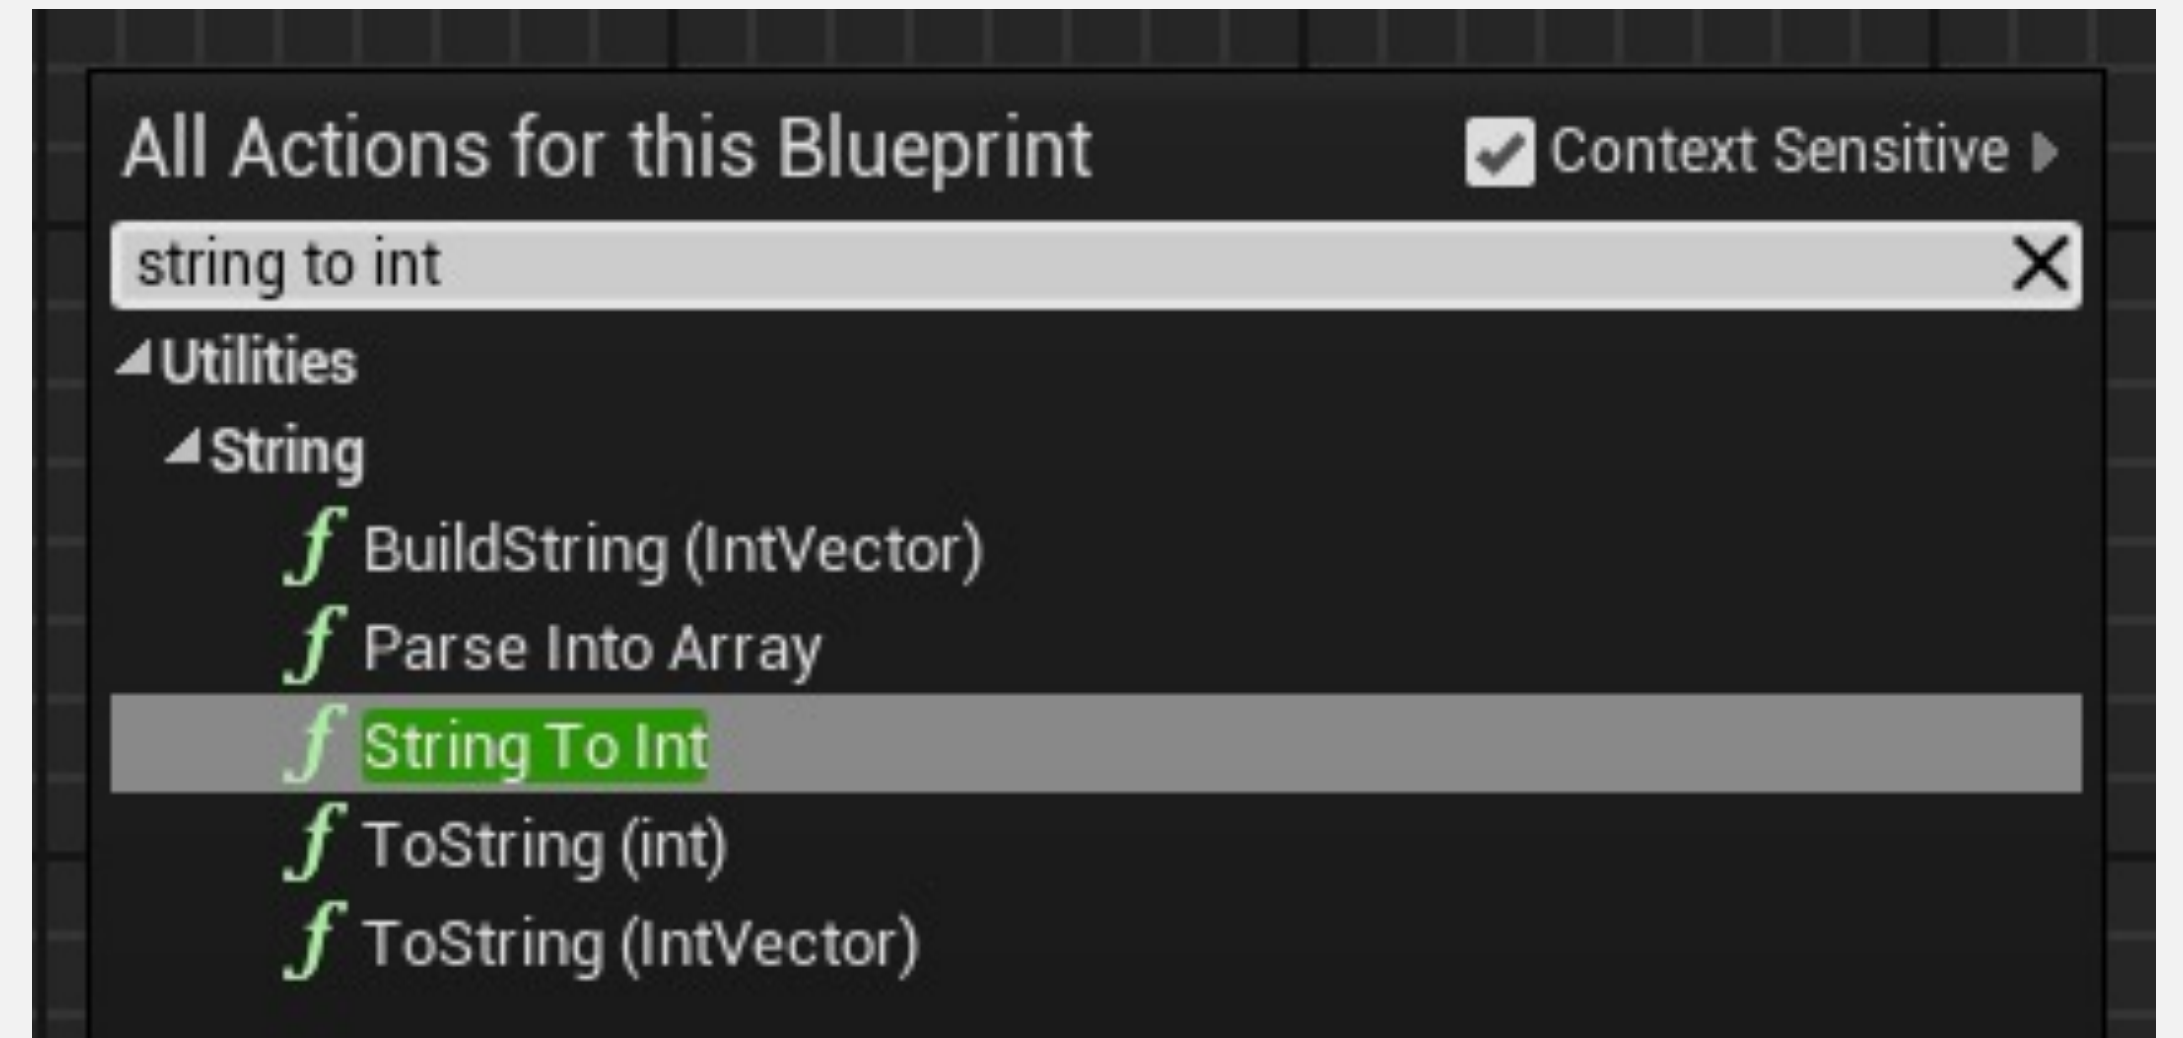 All Actions for this Blueprint Context Sensitive
string to int
Utilities
String
BuildString (IntVector)
Parse Into Array
String To Int
ToString (int)
ToString (IntVector)